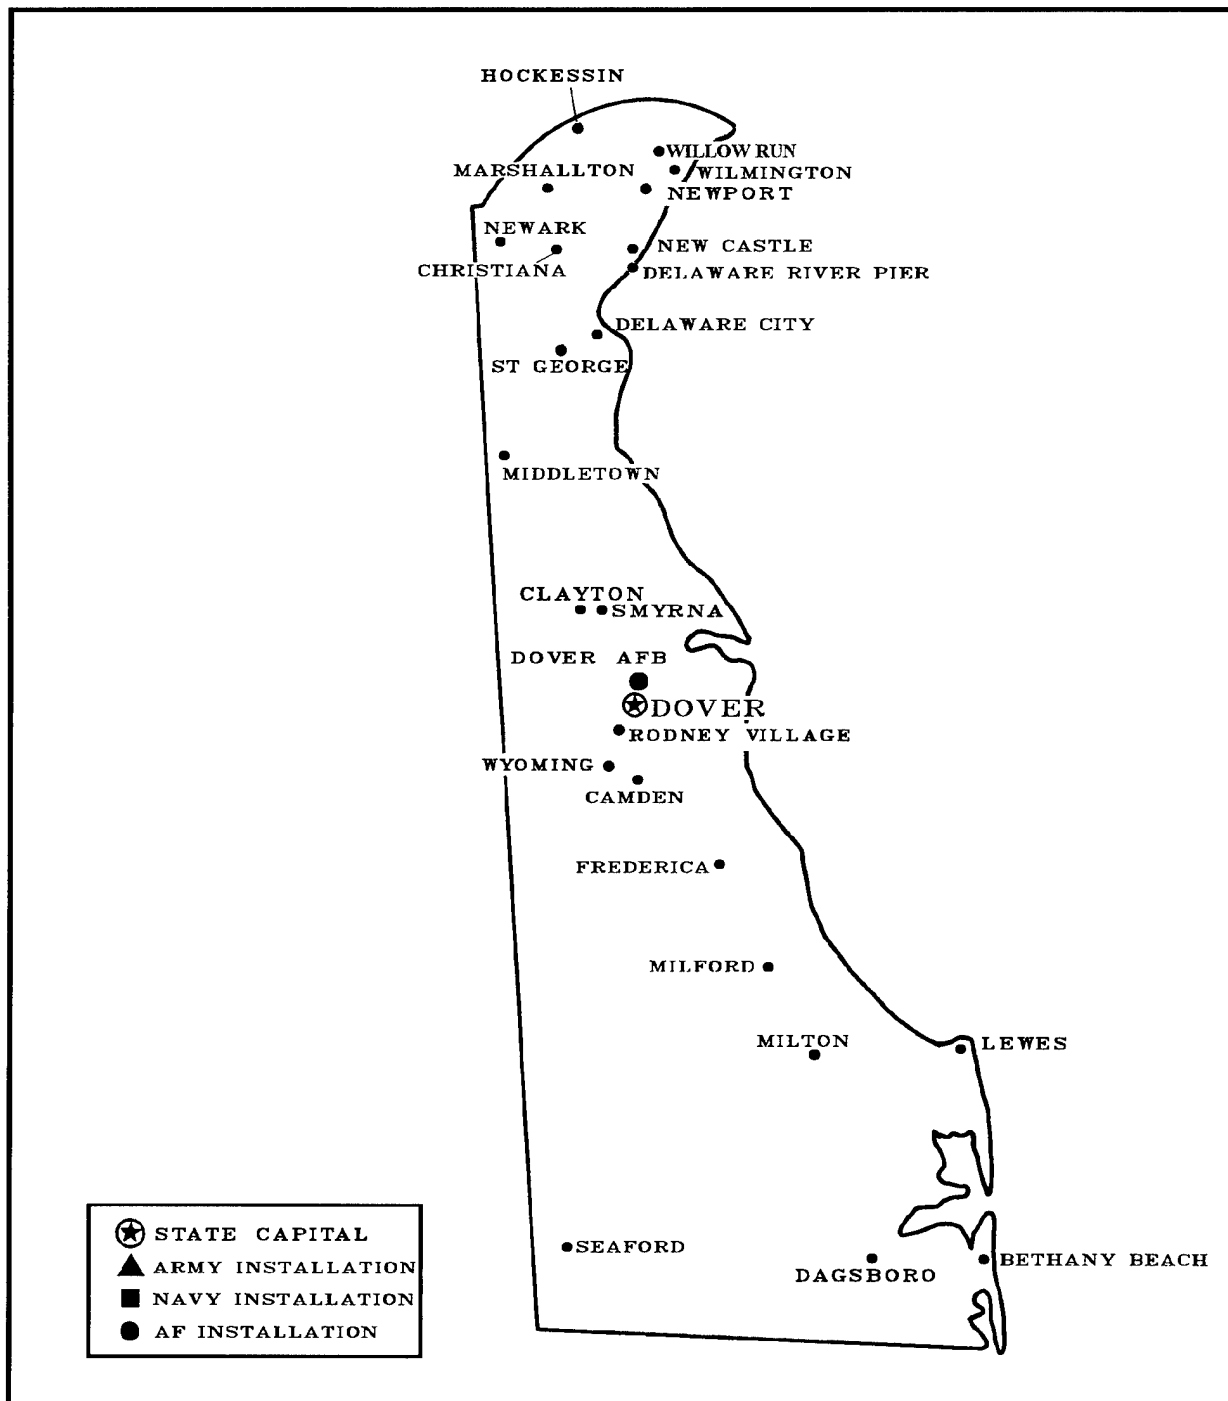 HOCKESSIN
WILLOW RUN
MARSHALLTON
WILMINGTON
NEWPORT
NEWARK
NEW CASTLE
CHRISTIANA
DELAWARE RIVER PIER
DELAWARE CITY
ST GEORGE
MIDDLETOWN
CLAYTON
SMYRNA
DOVER AFB
DOVER
RODNEY VILLAGE
WYOMING
CAMDEN
FREDERICA
MILFORD
MILTON
LEWES
SEAFORD
DAGSBORO
BETHANY BEACH
STATE CAPITAL
ARMY INSTALLATION
NAVY INSTALLATION
AF INSTALLATION